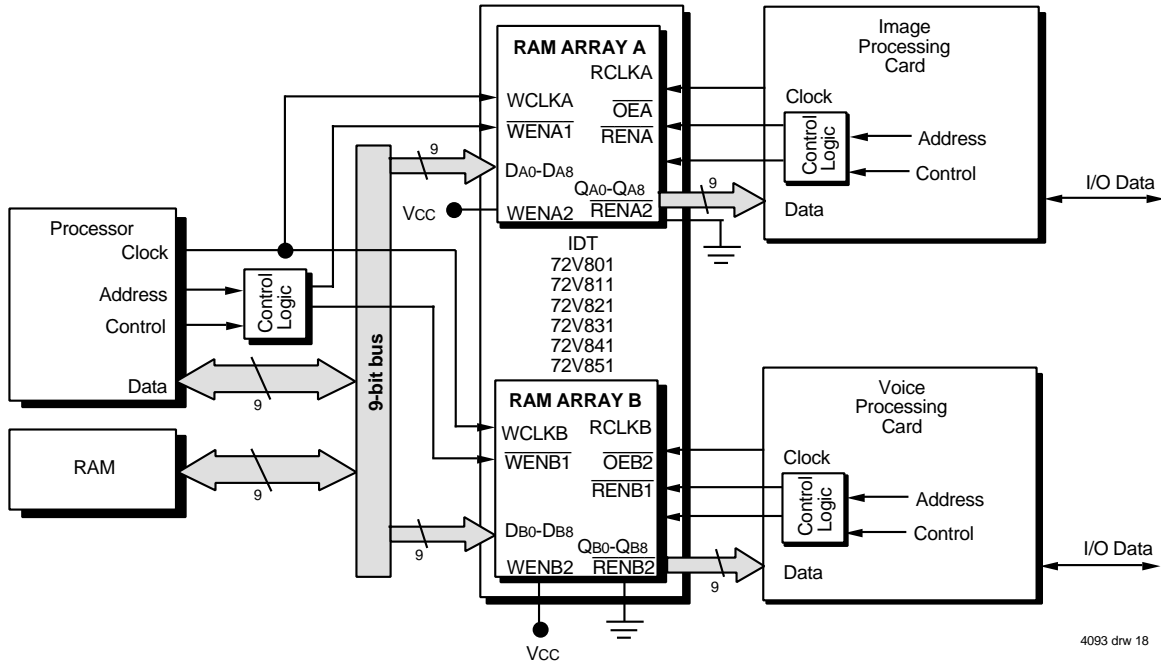 RAM ARRAY A
RCLKA
WCLKA
OEA
WENA1
RENA
9
DA0-DA8
QA0-QA8
9
VCC
WENA2
RENA2
Image
Processing
Card
Clock
Control
Logic
Address
Control
Data
I/O Data
Processor
Clock
Address
Control
Control
Logic
Data
9
RAM
9
9-bit bus
IDT
72V801
72V811
72V821
72V831
72V841
72V851
RAM ARRAY B
WCLKB
RCLKB
WENB1
OEB2
RENB1
9
DB0-DB8
QB0-QB8
9
WENB2
RENB2
VCC
Voice
Processing
Card
Clock
Control
Logic
Address
Control
Data
I/O Data
4093 drw 18